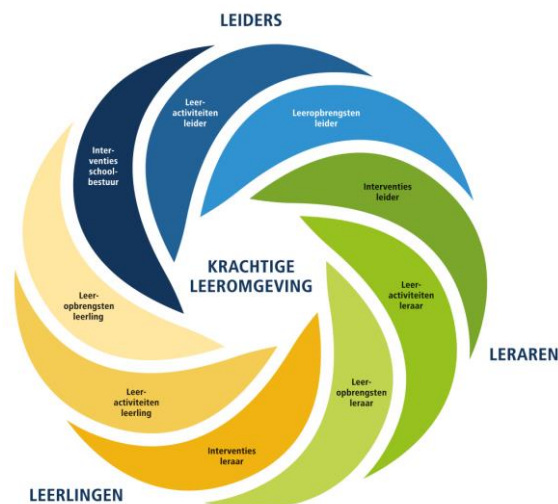 LEIDERS
Leer-
activiteiten
leider
Leeropbrengsten
leider
Inter-
venties
school-
bestuur
Interventies
leider
KRACHTIGE
LEEROMGEVING
Leer-
activiteiten
leraar
Leer-
opbrengsten
leerling
LERAREN
Leer-
opbrengsten
leraar
Leer-
activiteiten
leerling
Interventies
leraar
LEERLINGEN